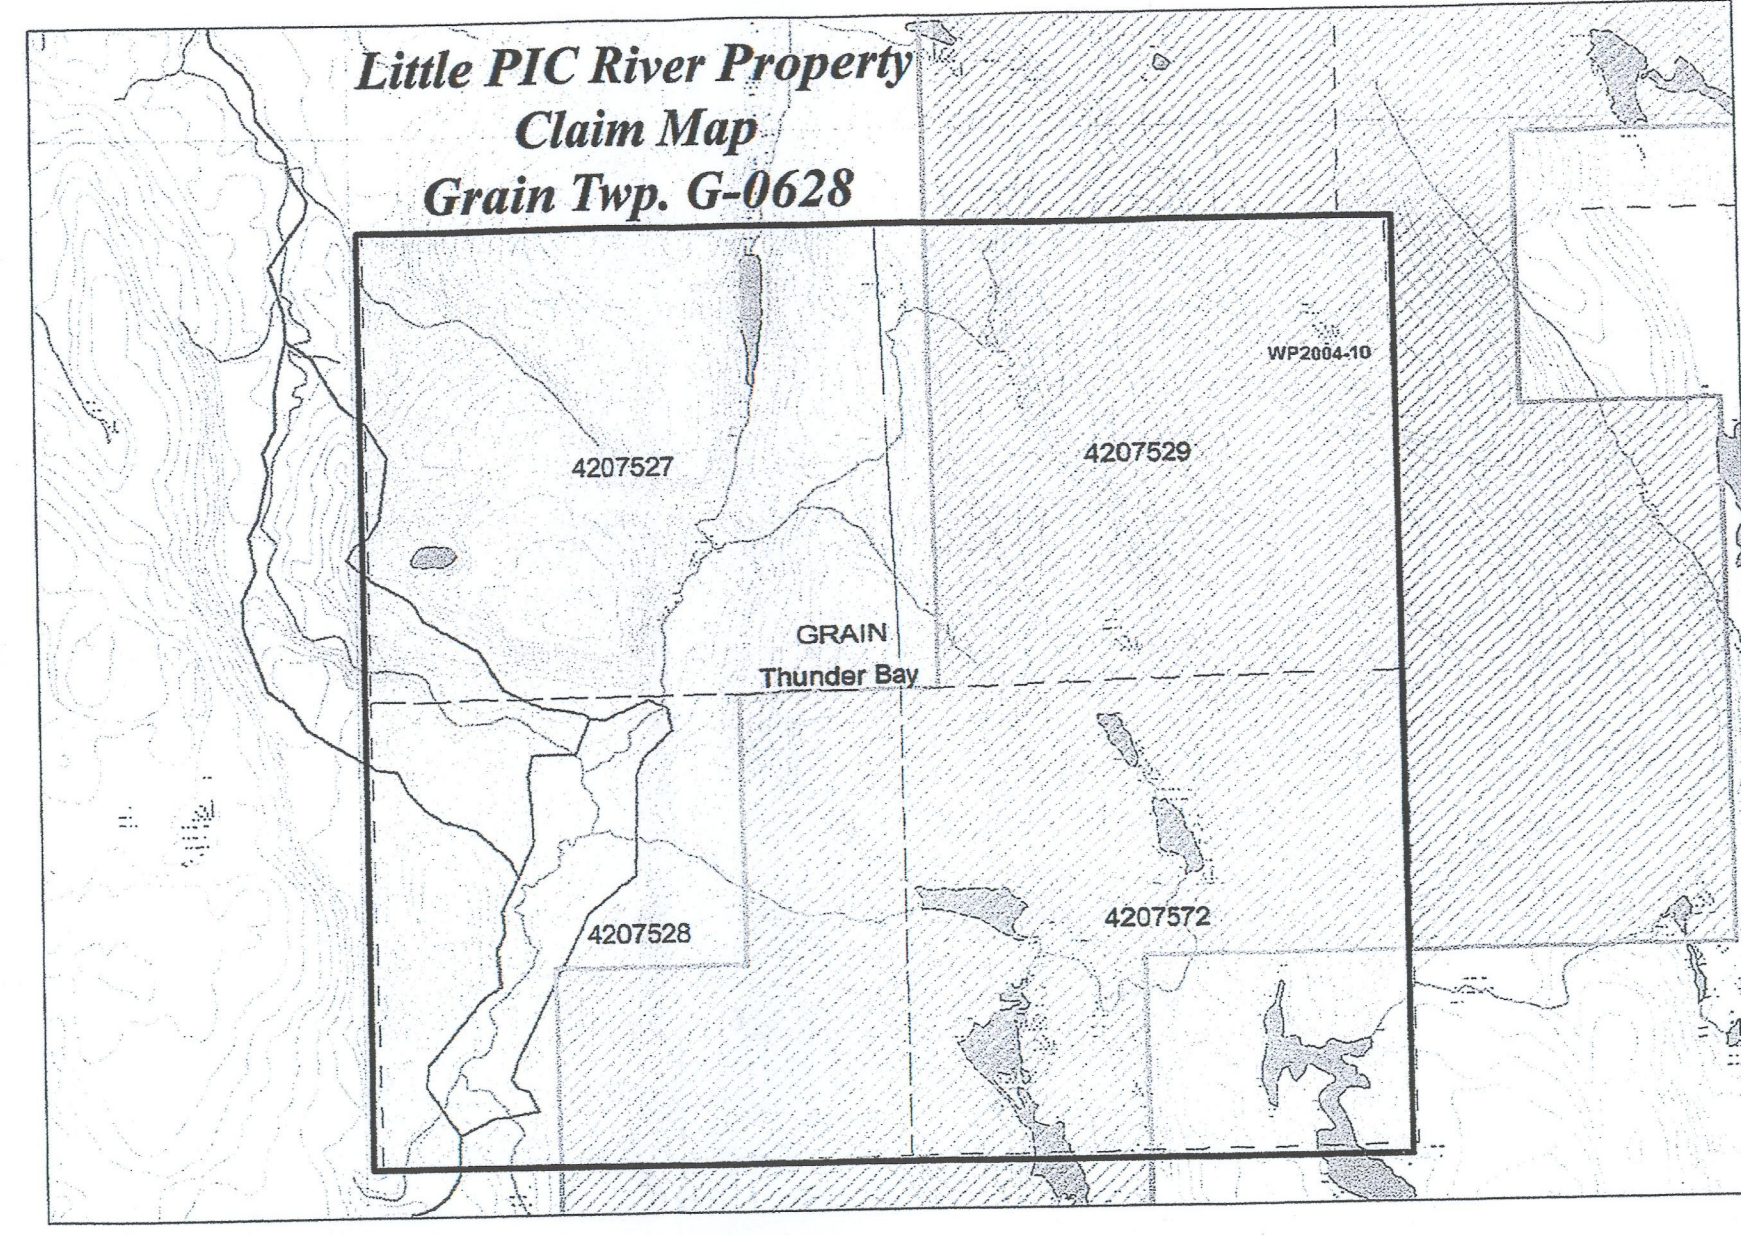 Little PIC River Property
Claim Map
Grain Twp. G-0628
WP2004-10
4207527
4207529
GRAIN
Thunder Bay
4207528
4207572